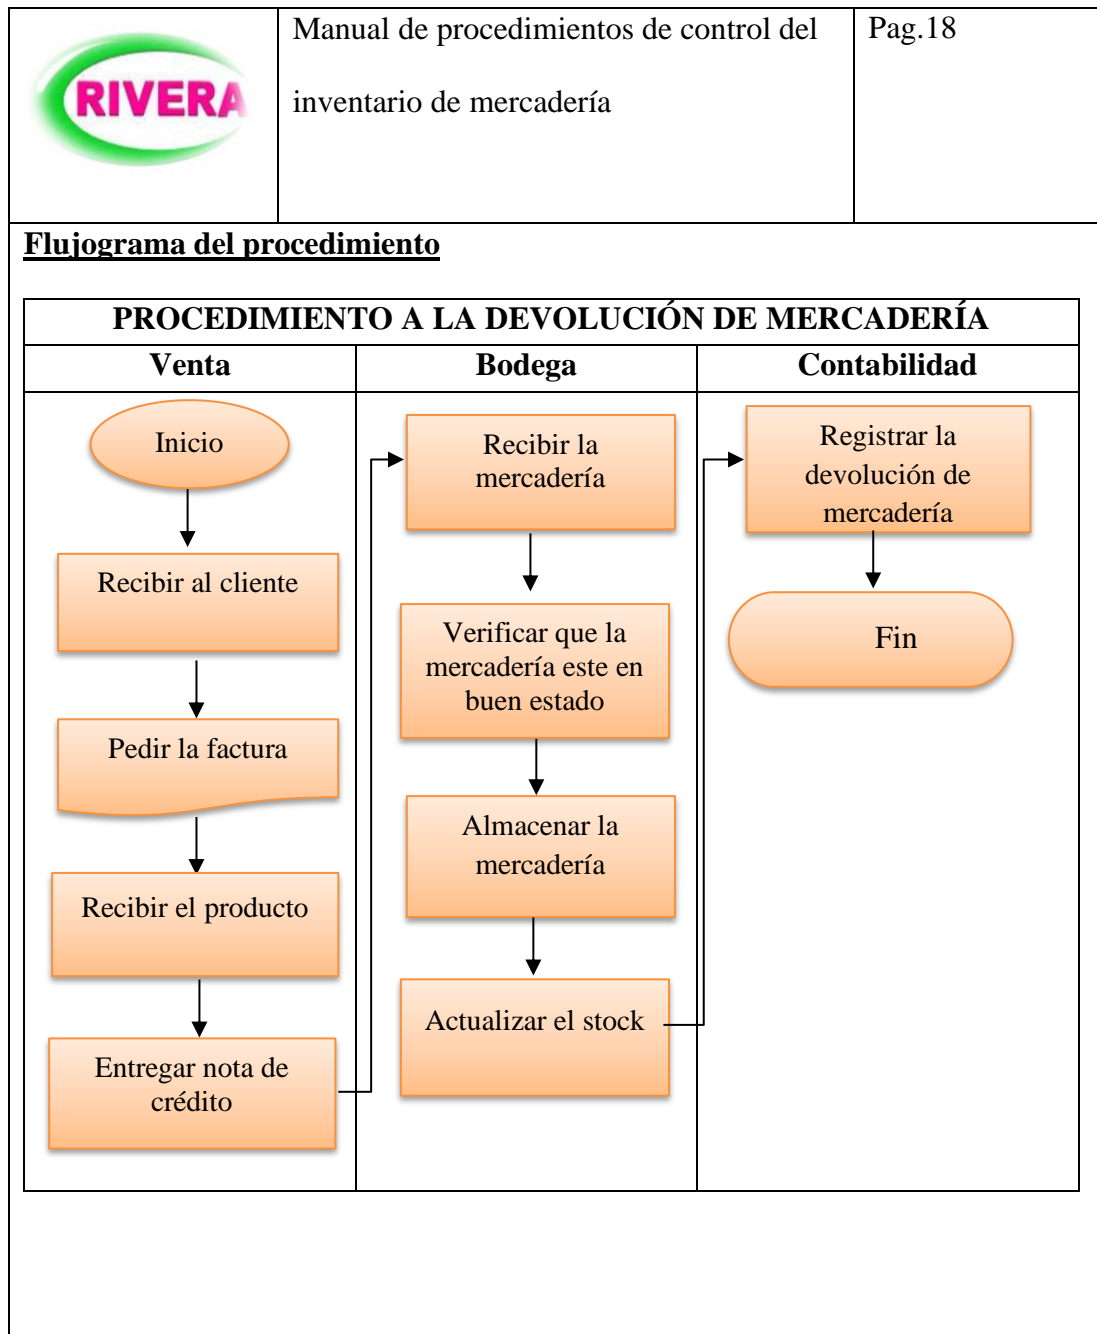 RIVERA
Manual de procedimientos de control del
inventario de mercadería
Pag.18
Flujograma del procedimiento
PROCEDIMIENTO A LA DEVOLUCIÓN DE MERCADERÍA
Venta
Bodega
Contabilidad
Inicio
Recibir al cliente
Pedir la factura
Recibir el producto
Entregar nota de
crédito
Recibir la
mercadería
Verificar que la
mercadería este en
buen estado
Almacenar la
mercadería
Actualizar el stock
Registrar la
devolución de
mercadería
Fin